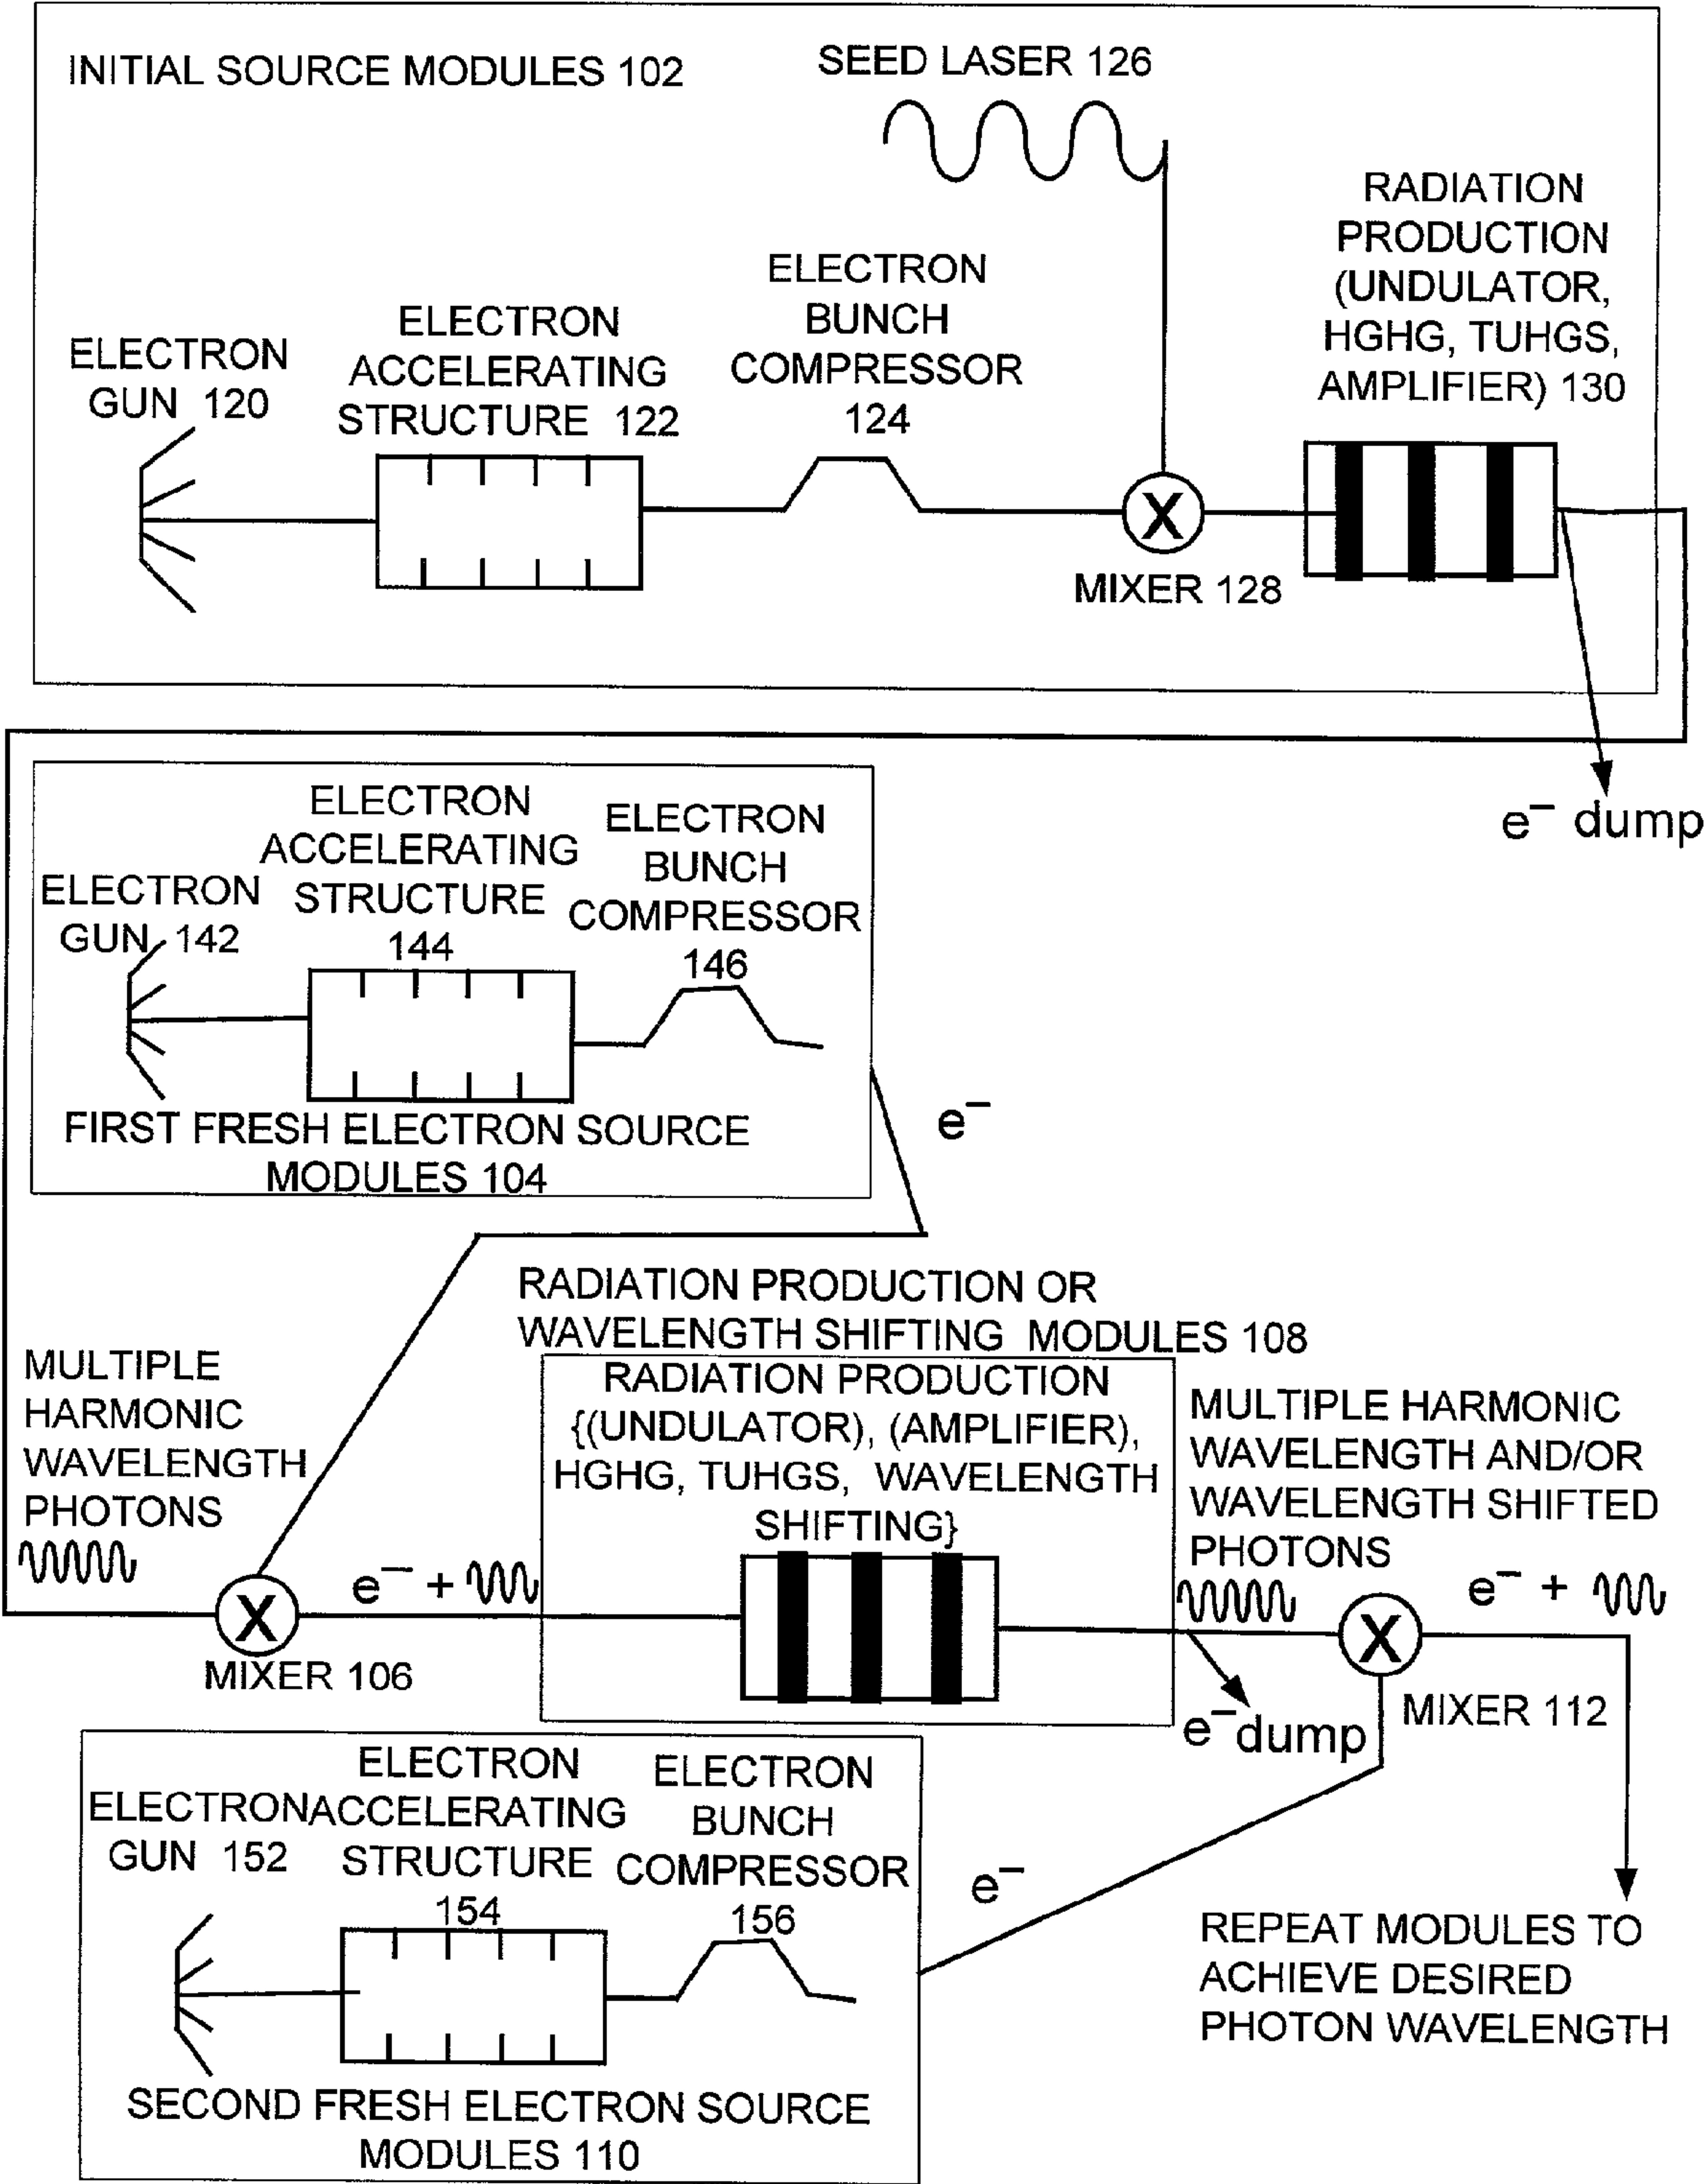 INITIAL SOURCE MODULES 102
SEED LASER 126
RADIATION
PRODUCTION
(UNDULATOR,
HGHG, TUHGS,
AMPLIFIER) 130
ELECTRON
BUNCH
COMPRESSOR
124
ELECTRON
ACCELERATING
STRUCTURE 122
ELECTRON
GUN 120
X
MIXER 128
e– dump
ELECTRON
ACCELERATING
STRUCTURE
144
ELECTRON
BUNCH
COMPRESSOR
146
ELECTRON
GUN 142
FIRST FRESH ELECTRON SOURCE
MODULES 104
e–
RADIATION PRODUCTION OR
WAVELENGTH SHIFTING MODULES 108
RADIATION PRODUCTION
{(UNDULATOR), (AMPLIFIER),
HGHG, TUHGS, WAVELENGTH
SHIFTING}
MULTIPLE
HARMONIC
WAVELENGTH
PHOTONS
MULTIPLE HARMONIC
WAVELENGTH AND/OR
WAVELENGTH SHIFTED
PHOTONS
e– +
e– +
X
X
MIXER 106
MIXER 112
e– dump
ELECTRON
ACCELERATING
STRUCTURE
154
ELECTRON
BUNCH
COMPRESSOR
156
ELECTRON
GUN 152
e–
SECOND FRESH ELECTRON SOURCE
MODULES 110
REPEAT MODULES TO
ACHIEVE DESIRED
PHOTON WAVELENGTH